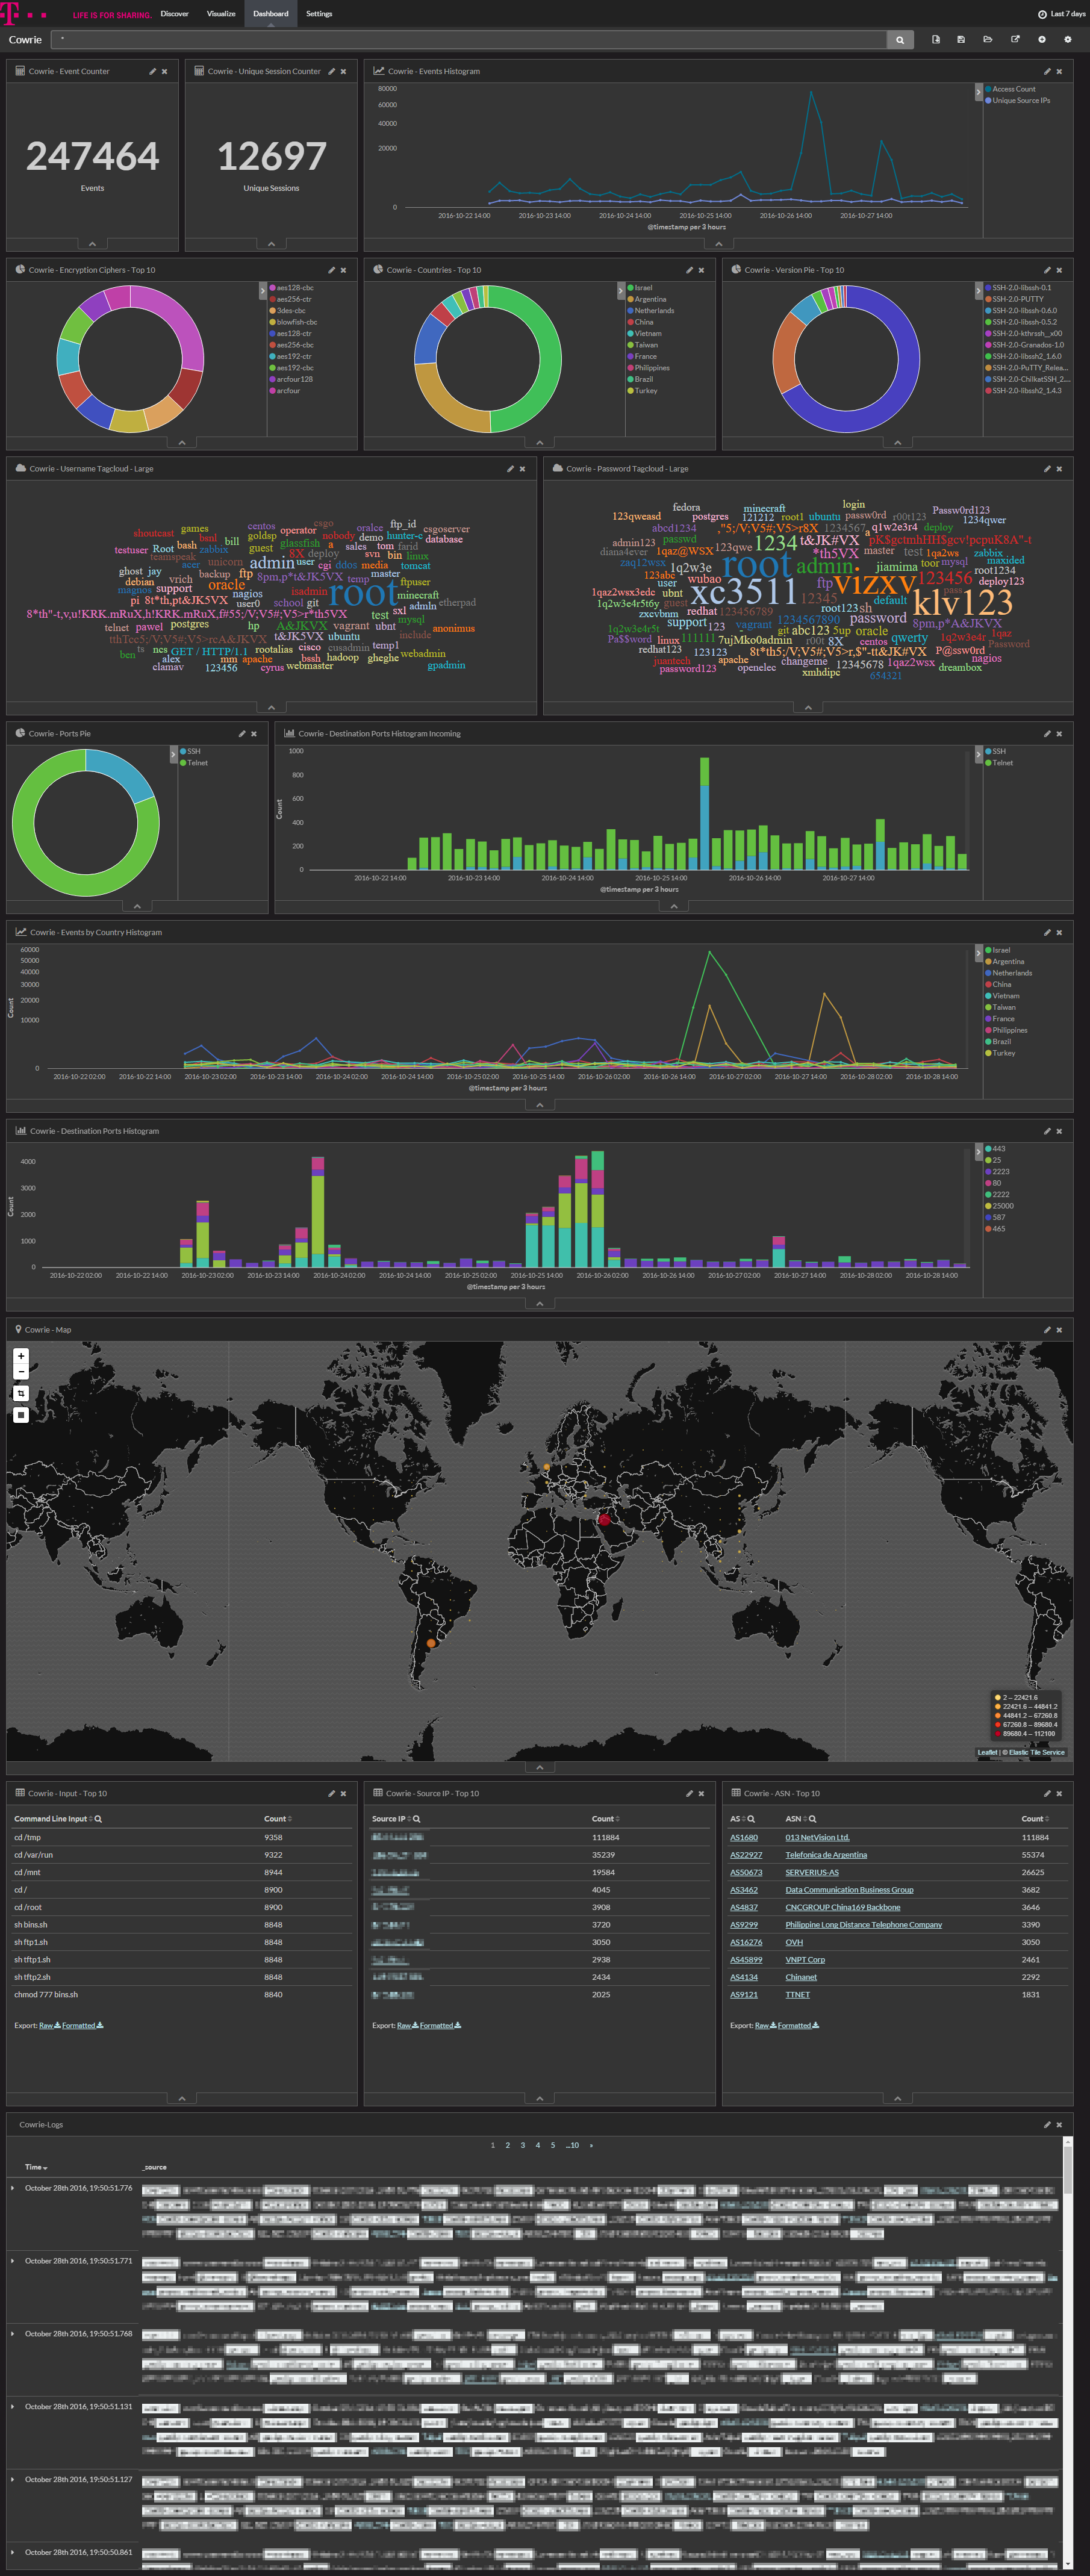 T
LIFE IS FOR SHARING.
Discover
Visualize
Dashboard
Settings
Last 7 days
Cowrie
*
Cowrie - Event Counter
247464
Events
Cowrie - Unique Session Counter
12697
Unique Sessions
Cowrie - Events Histogram
80000
60000
40000
20000
0
2016-10-22 14:00
2016-10-23 14:00
2016-10-24 14:00
2016-10-25 14:00
2016-10-26 14:00
2016-10-27 14:00
@timestamp per 3 hours
Access Count
Unique Source IPs
Cowrie - Encryption Ciphers - Top 10
aes128-cbc
aes256-ctr
3des-cbc
blowfish-cbc
aes128-ctr
aes256-cbc
aes192-ctr
aes192-cbc
arcfour128
arcfour
Cowrie - Countries - Top 10
Israel
Argentina
Netherlands
China
Vietnam
Taiwan
France
Philippines
Brazil
Turkey
Cowrie - Version Pie - Top 10
SSH-2.0-libssh-0.1
SSH-2.0-PUTTY
SSH-2.0-libssh-0.6.0
SSH-2.0-libssh-0.5.2
SSH-2.0-kthrssh_x00
SSH-2.0-Granados-1.0
SSH-2.0-libssh2_1.6.0
SSH-2.0-PuTTY_Relea...
SSH-2.0-ChilkatSSH_2....
SSH-2.0-libssh2_1.4.3
Cowrie - Username Tagcloud - Large
csgo
shoutcast games centos operator nobody oralce ftp_id
bsnl bill goldsp demo hunter-c csgoserver database
testuser Root bash zabbix guest glassfish a sales tom farid
teamspeak acer unicorn admin user 8X deploy cgi ddos svn bin linux media tomcat
ghost jay backup ftp 8pm,p*t&JK5VX temp master
debian vrich oracle root ftpuser
magnios support nagios isadmin minecraft
pi 8t*th,pt&JK5VX user0 school git sxl admln etherpad
8*th"-t,vu!KRK.mRuX,h!KRK.mRuX,f#55;/V;V5#;V5>r*th5VX test mysql
telnet pawel postgres hp A&JKVX vagrant ubnt anonimus
tthTcc5;/V;V5#;V5>rcA&JKVX t&JK5VX ubuntu include
ben ts ncs GET / HTTP/1.1 rootalias cisco cusadmin temp1 webadmin
alex mm apache .bssh hadoop gheghe
clamav 123456 cyrus webmaster gpadmin
Cowrie - Password Tagcloud - Large
login
fedora minecraft Passw0rd123
123qweasd postgres 121212 root1 ubuntu passw0rd r00t123 1234qwer
abcd1234 ,"5;/V;V5#;V5>r8X 1234567 a q1w2e3r4 deploy
admin123 passwd 1234 t&JK#VX pK$gctmhHH$gcv!pcpuK8A"-t
diana4ever user 1qaz@WSX 123qwe *th5VX master test 1qa2ws zabbix
zaq12wsx 1q2w3e root admin jiamima toor mysql maxided
123abc wubao xc3511 ftp vizxv 123456 pass root1234 deploy123
1qaz2wsx3edc ubnt 12345 klv123
1q2w3e4r5t6y guest redhat 123456789 root123 sh default
zxcvbnm support 123 vagrant 1234567890 password 8pm,p*A&JKVX
1q2w3e4r5t git abc123 5up oracle 1qaz
Pa$$word linux 111111 7ujMko0admin r00t 8X centos qwerty 1q2w3e4r Password
redhat123 123123 8t*th5;/V;V5#;V5>r,$"-tt&JK#VX P@ssw0rd
juantech apache changeme 12345678 1qaz2wsx nagios
password123 openelec xmhdipc dreambox
654321
Cowrie - Ports Pie
SSH
Telnet
Cowrie - Destination Ports Histogram Incoming
1000
800
600
400
200
0
Count
2016-10-22 14:00
2016-10-23 14:00
2016-10-24 14:00
2016-10-25 14:00
2016-10-26 14:00
2016-10-27 14:00
@timestamp per 3 hours
SSH
Telnet
Cowrie - Events by Country Histogram
60000
50000
40000
30000
20000
10000
0
Count
2016-10-22 02:00
2016-10-22 14:00
2016-10-23 02:00
2016-10-23 14:00
2016-10-24 02:00
2016-10-24 14:00
2016-10-25 02:00
2016-10-25 14:00
2016-10-26 02:00
2016-10-26 14:00
2016-10-27 02:00
2016-10-27 14:00
2016-10-28 02:00
2016-10-28 14:00
@timestamp per 3 hours
Israel
Argentina
Netherlands
China
Vietnam
Taiwan
France
Philippines
Brazil
Turkey
Cowrie - Destination Ports Histogram
4000
3000
2000
1000
0
Count
2016-10-22 02:00
2016-10-22 14:00
2016-10-23 02:00
2016-10-23 14:00
2016-10-24 02:00
2016-10-24 14:00
2016-10-25 02:00
2016-10-25 14:00
2016-10-26 02:00
2016-10-26 14:00
2016-10-27 02:00
2016-10-27 14:00
2016-10-28 02:00
2016-10-28 14:00
@timestamp per 3 hours
443
25
2223
80
2222
25000
587
465
Cowrie - Map
+
−
2 – 22421.6
22421.6 – 44841.2
44841.2 – 67260.8
67260.8 – 89680.4
89680.4 – 112100
Leaflet | © Elastic Tile Service
Cowrie - Input - Top 10
Command Line Input Count
cd /tmp 9358
cd /var/run 9322
cd /mnt 8944
cd / 8900
cd /root 8900
sh bins.sh 8848
sh ftp1.sh 8848
sh tftp1.sh 8848
sh tftp2.sh 8848
chmod 777 bins.sh 8840
Export: Raw Formatted
Cowrie - Source IP - Top 10
Source IP Count
111884
35239
19584
4045
3908
3720
3050
2938
2434
2025
Export: Raw Formatted
Cowrie - ASN - Top 10
AS ASN Count
AS1680 013 NetVision Ltd. 111884
AS22927 Telefonica de Argentina 55374
AS50673 SERVERIUS-AS 26625
AS3462 Data Communication Business Group 3682
AS4837 CNCGROUP China169 Backbone 3646
AS9299 Philippine Long Distance Telephone Company 3390
AS16276 OVH 3050
AS45899 VNPT Corp 2461
AS4134 Chinanet 2292
AS9121 TTNET 1831
Export: Raw Formatted
Cowrie-Logs
1 2 3 4 5 ...10 »
Time _source
October 28th 2016, 19:50:51.776
October 28th 2016, 19:50:51.771
October 28th 2016, 19:50:51.768
October 28th 2016, 19:50:51.131
October 28th 2016, 19:50:51.127
October 28th 2016, 19:50:50.861